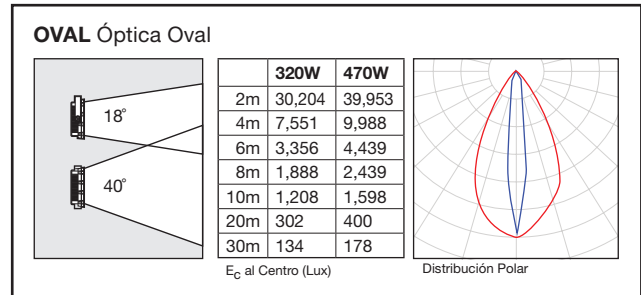 OVAL Óptica Oval
18°
40°
320W 470W
2m 30,204 39,953
4m 7,551 9,988
6m 3,356 4,439
8m 1,888 2,439
10m 1,208 1,598
20m 302 400
30m 134 178
E_C al Centro (Lux)
Distribución Polar